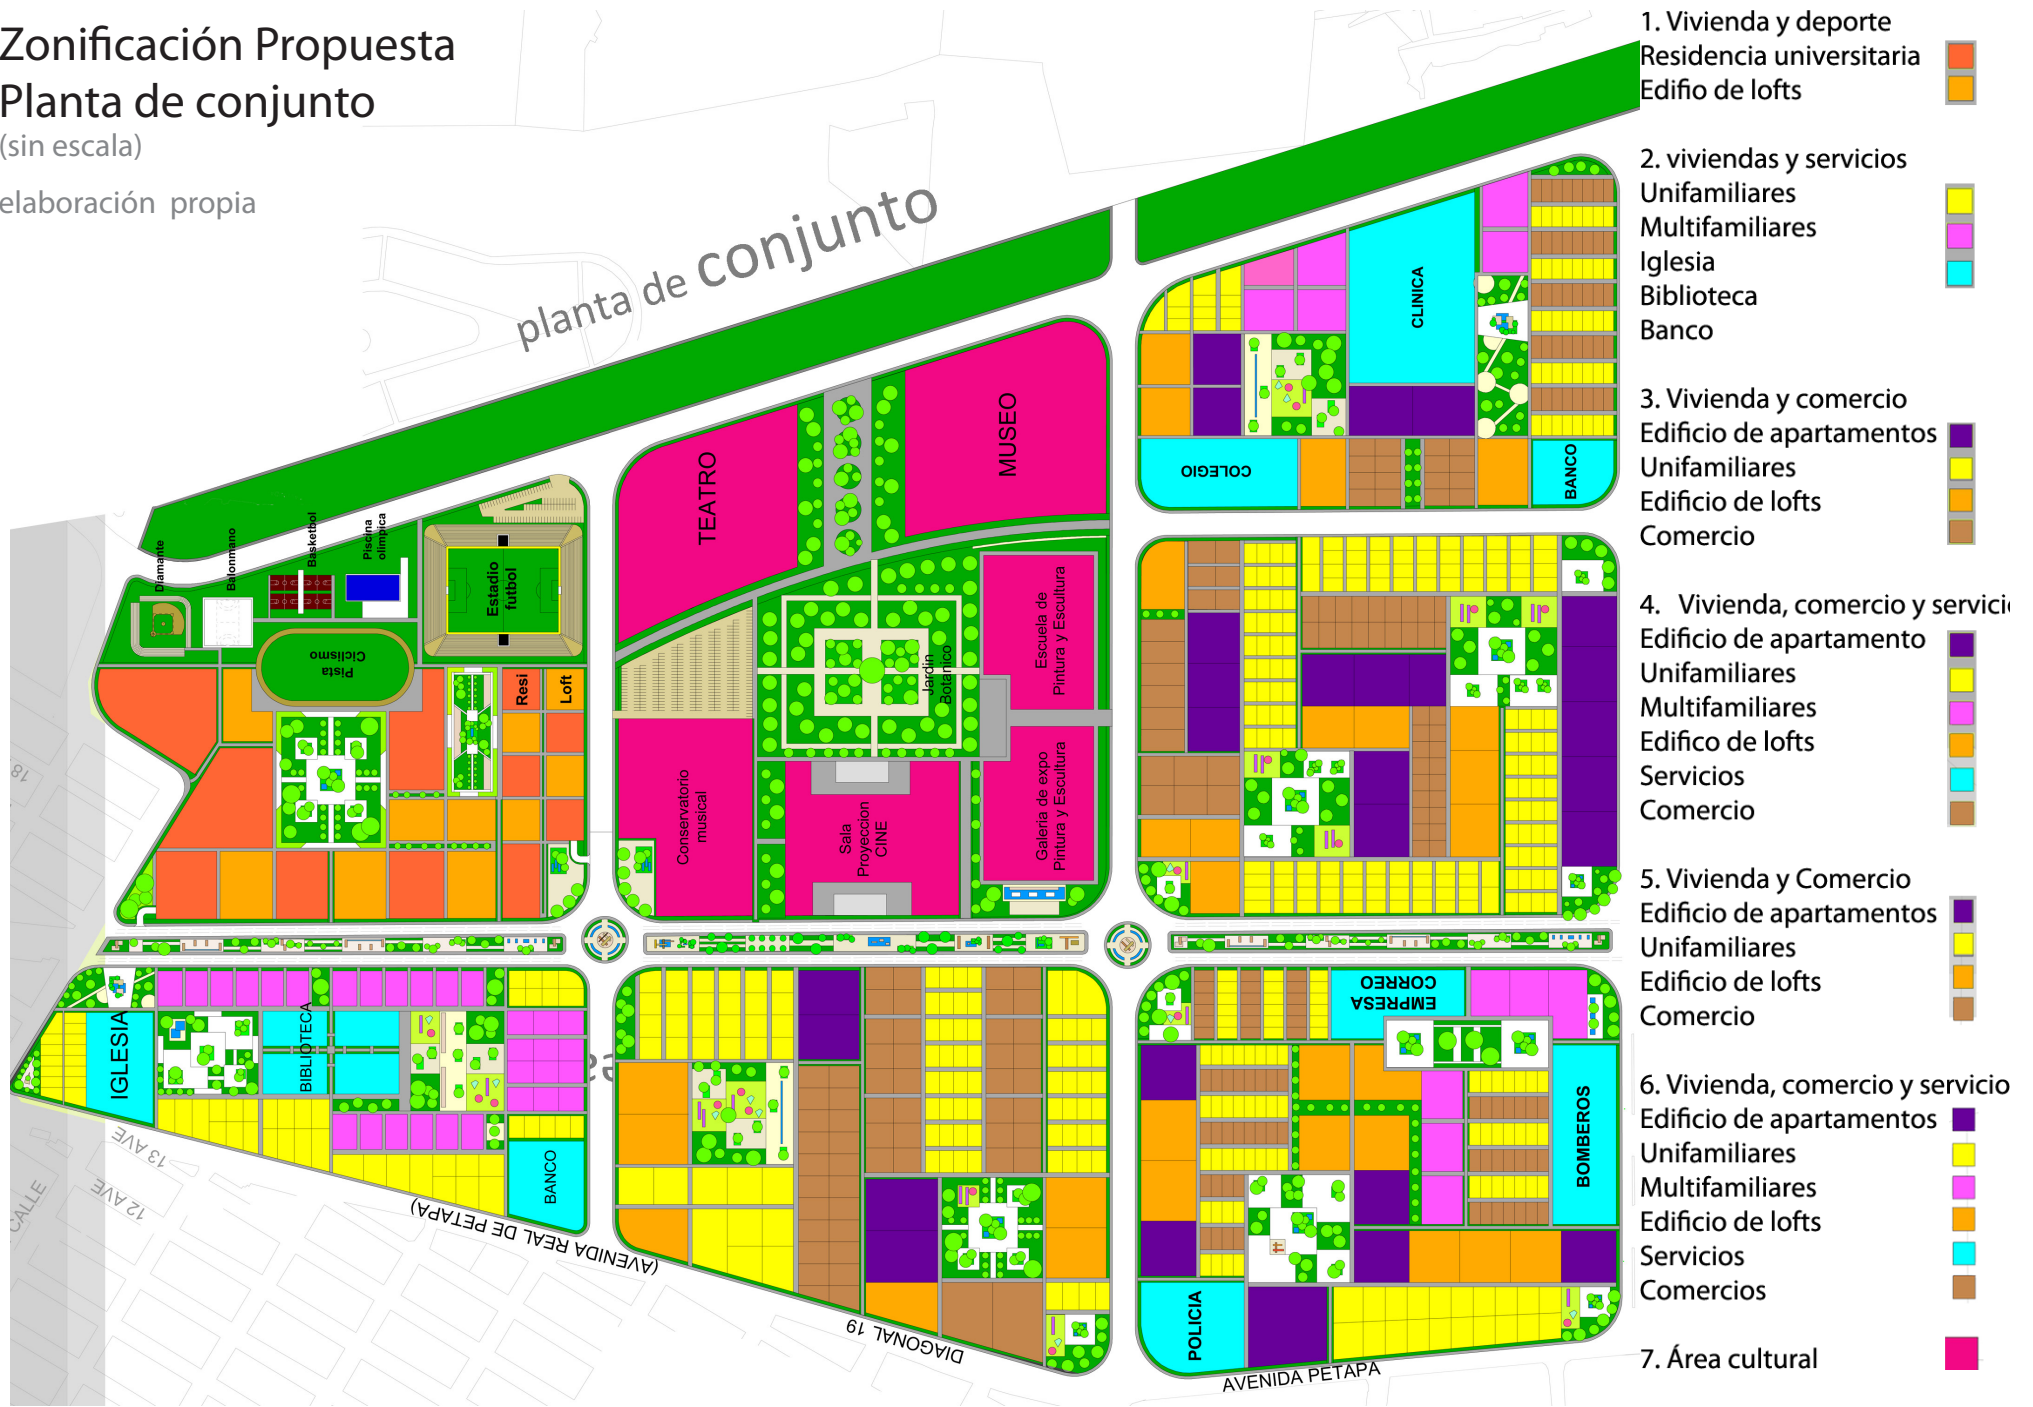 Zonificación Propuesta
Planta de conjunto
(sin escala)
elaboración propia
planta de conjunto
1. Vivienda y deporte
Residencia universitaria
Edifio de lofts
2. viviendas y servicios
Unifamiliares
Multifamiliares
Iglesia
Biblioteca
Banco
3. Vivienda y comercio
Edificio de apartamentos
Unifamiliares
Edificio de lofts
Comercio
4. Vivienda, comercio y servici
Edificio de apartamento
Unifamiliares
Multifamiliares
Edifico de lofts
Servicios
Comercio
5. Vivienda y Comercio
Edificio de apartamentos
Unifamiliares
Edificio de lofts
Comercio
6. Vivienda, comercio y servicio
Edificio de apartamentos
Unifamiliares
Multifamiliares
Edificio de lofts
Servicios
Comercios
7. Área cultural
CLINICA
COLEGIO
BANCO
TEATRO
MUSEO
Diamante
Balomano
Basketbol
Piscina
olimpica
Estadio
futbol
Pista
Ciclismo
Resi
Loft
Jardin
Botanico
Escuela de
Pintura y Escultura
Conservatorio
musical
Sala
Proyeccion
CINE
Galeria de expo
Pintura y Escultura
IGLESIA
BIBLIOTECA
BANCO
EMPRESA
CORREO
BOMBEROS
POLICIA
18
13 AVE
12 AVE
CALLE
(AVENIDA REAL DE PETAPA)
DIAGONAL 19
AVENIDA PETAPA